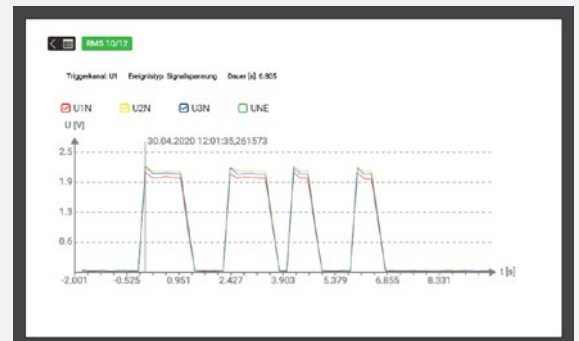 RMS 10/12
Triggerkanal: U1 Ereignistyp: Signalspannung Dauer [s]: 6.805
U1N U2N U3N UNE
U [V]
30.04.2020 12:01:35,261573
2.5
1.9
1.3
0.6
-2.001 -0.525 0.951 2.427 3.903 5.379 6.855 8.331
t [s]